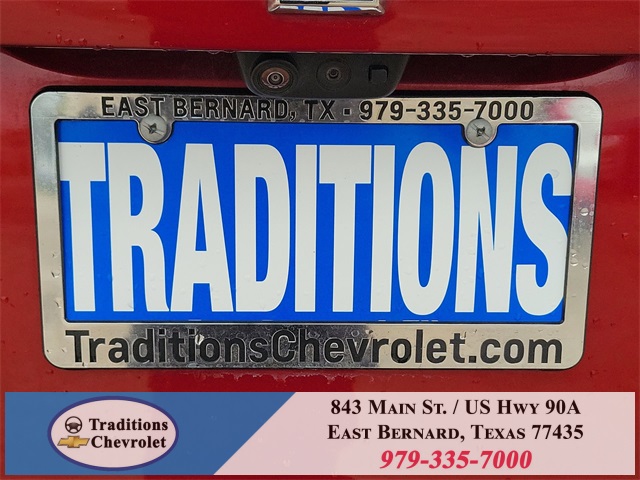 EAST BERNARD, TX • 979-335-7000
TRADITIONS
TraditionsChevrolet.com
Traditions
Chevrolet
843 Main St. / US Hwy 90A
East Bernard, Texas 77435
979-335-7000